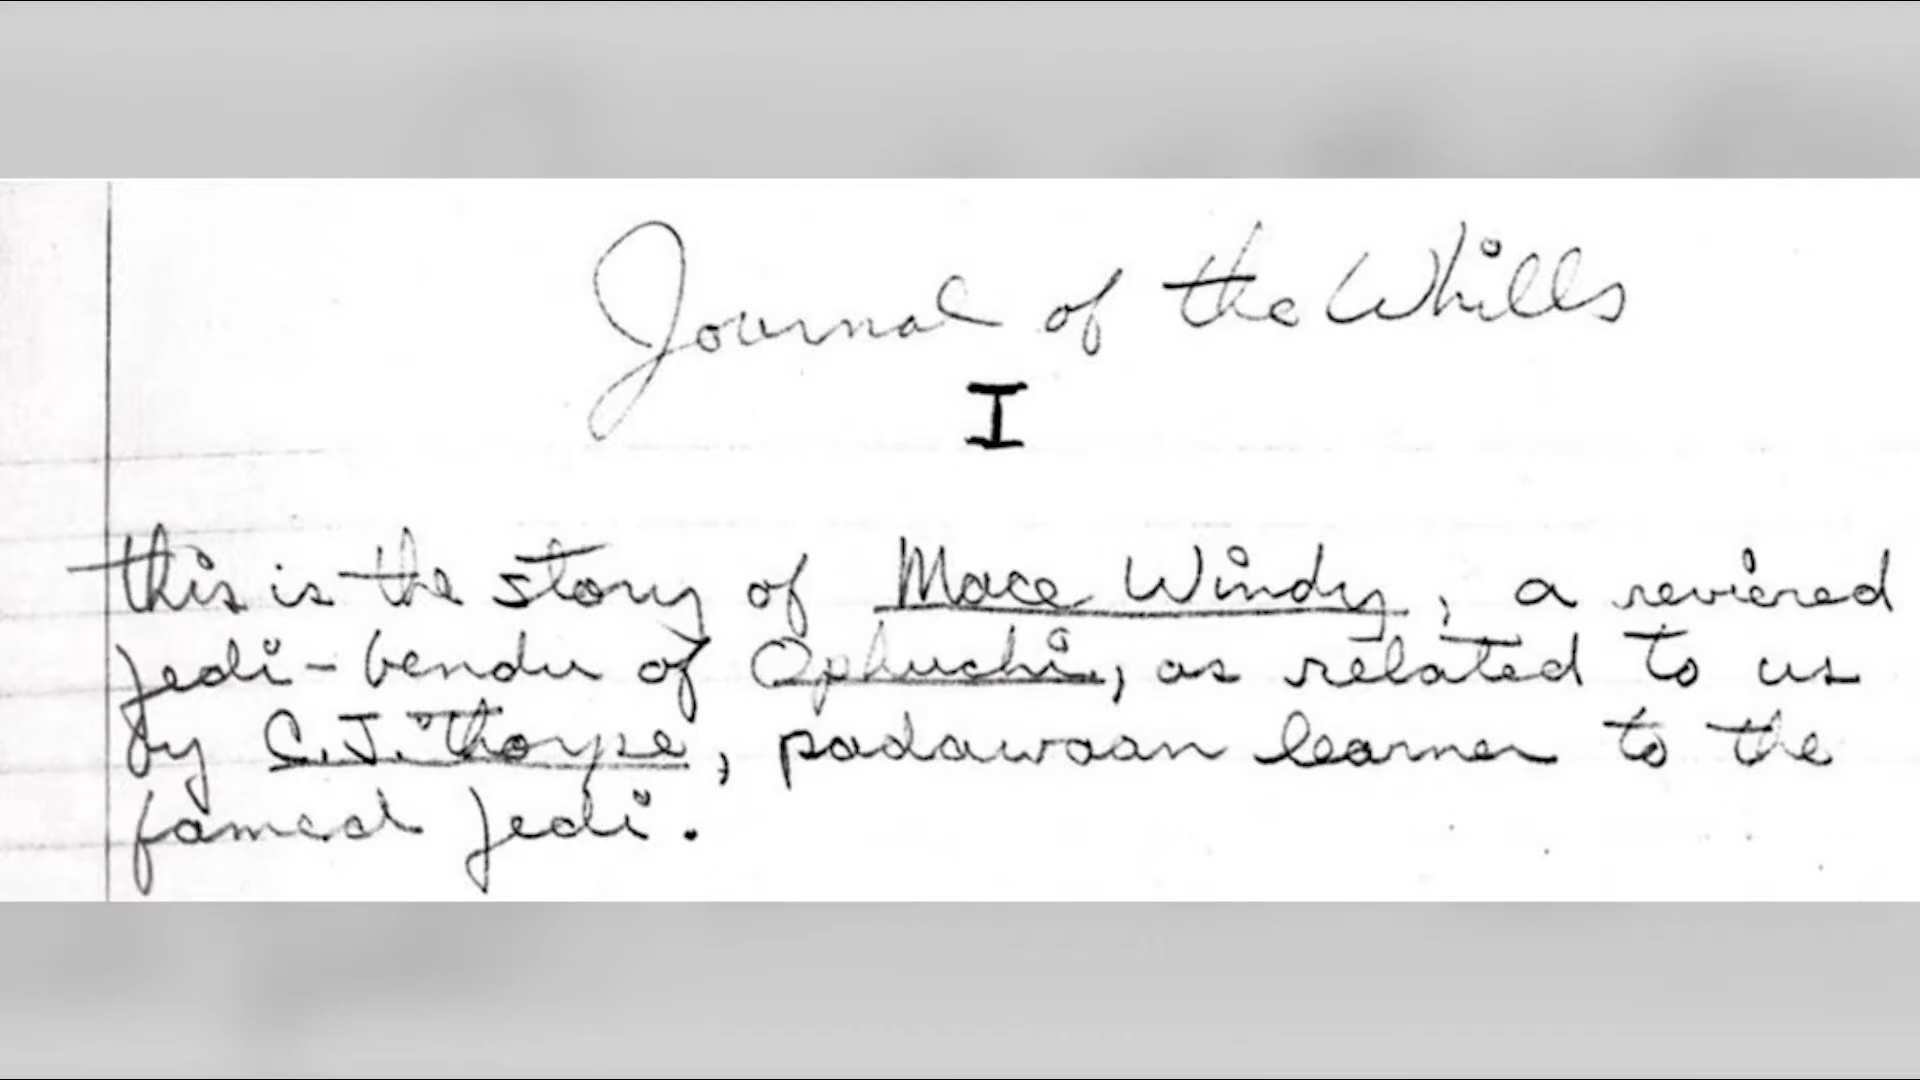 Journal of the Whills
I
this is the story of Mace Windy, a reviered
jedi-bendu of Ophuchi, as related to us
by C.J. Thorpe, padawaan learner to the
famed jedi.